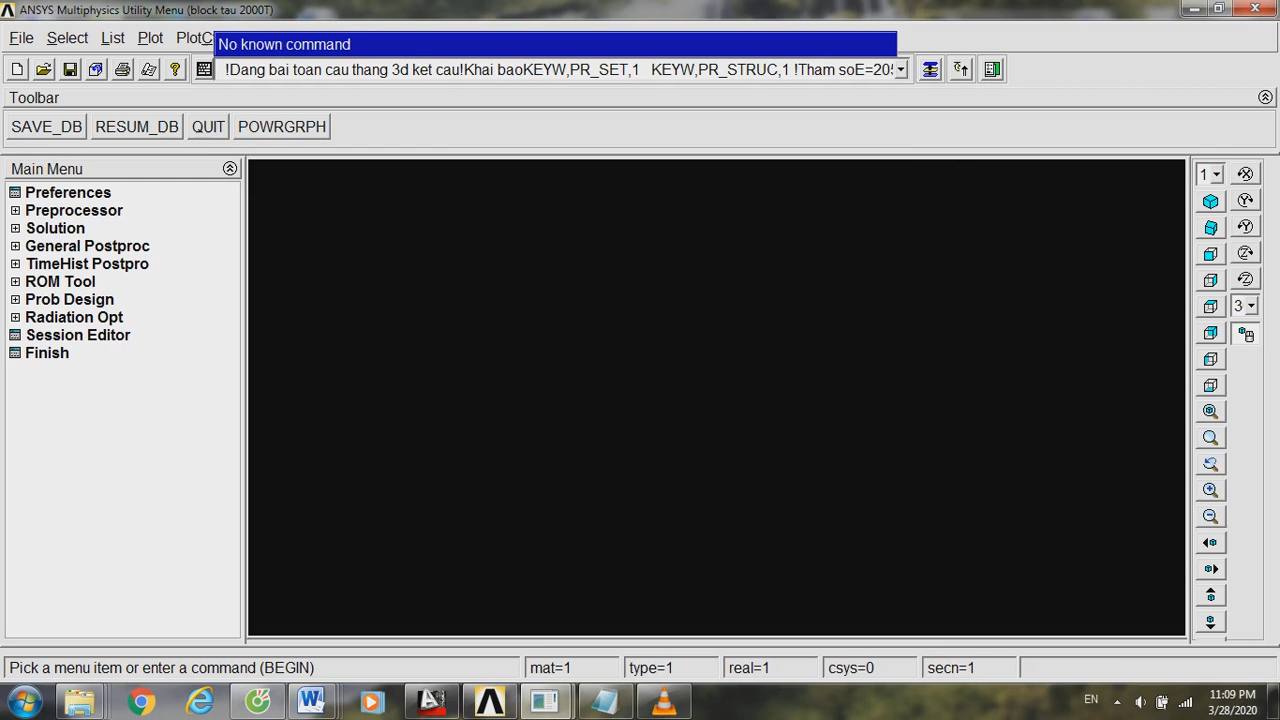 ANSYS Multiphysics Utility Menu (block tau 2000T)
File Select List Plot PlotC
No known command
!Dang bai toan cau thang 3d ket cau!Khai baoKEYW,PR_SET,1 KEYW,PR_STRUC,1 !Tham soE=205
Toolbar
SAVE_DB RESUM_DB QUIT POWRGRPH
Main Menu
Preferences
Preprocessor
Solution
General Postproc
TimeHist Postpro
ROM Tool
Prob Design
Radiation Opt
Session Editor
Finish
1
X
Y
Y
Z
Z
3
Pick a menu item or enter a command (BEGIN) mat=1 type=1 real=1 csys=0 secn=1
EN
11:09 PM
3/28/2020